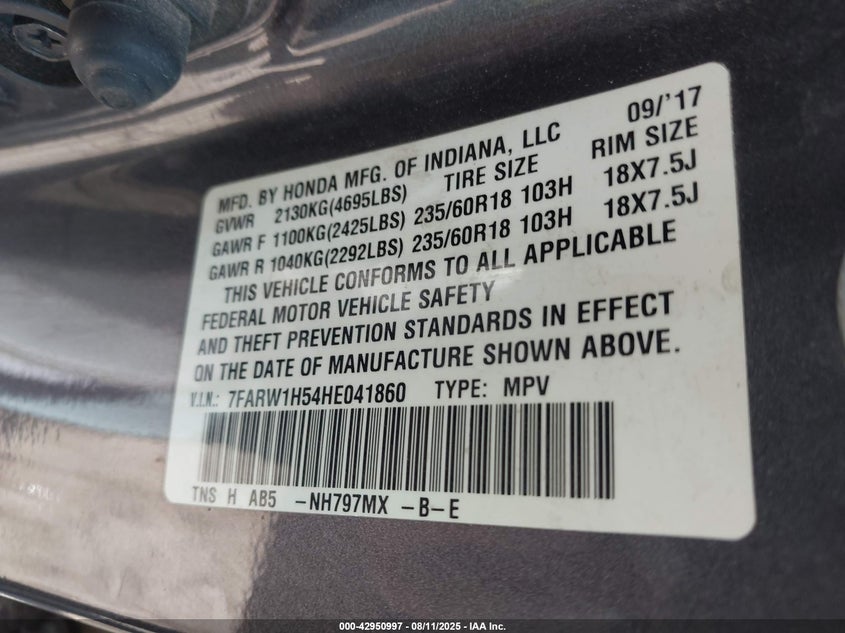 MFD. BY HONDA MFG. OF INDIANA, LLC 09/'17
GVWR 2130KG(4695LBS) TIRE SIZE RIM SIZE
GAWR F 1100KG(2425LBS) 235/60R18 103H 18X7.5J
GAWR R 1040KG(2292LBS) 235/60R18 103H 18X7.5J
THIS VEHICLE CONFORMS TO ALL APPLICABLE
FEDERAL MOTOR VEHICLE SAFETY
AND THEFT PREVENTION STANDARDS IN EFFECT
ON THE DATE OF MANUFACTURE SHOWN ABOVE.
V.I.N.: 7FARW1H54HE041860 TYPE: MPV
TNS H AB5 -NH797MX -B-E
000-42950997 - 08/11/2025 - IAA Inc.